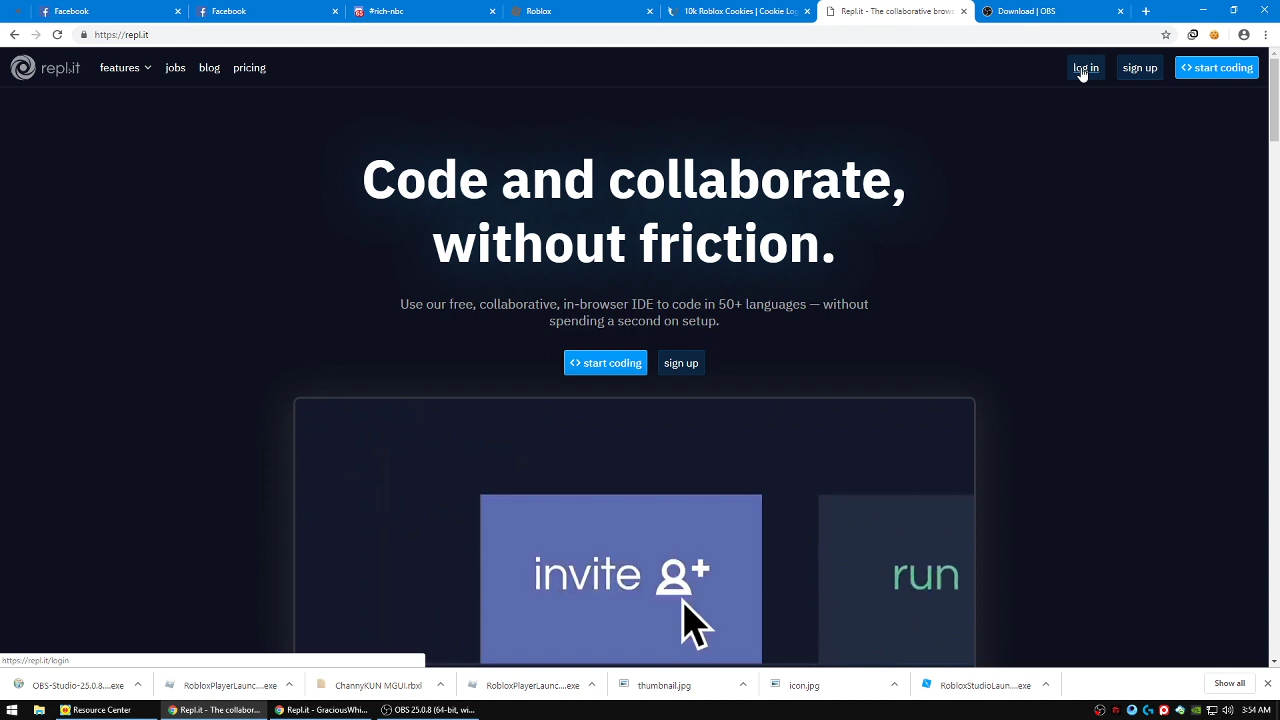 Facebook
Facebook
#rich-nbc
Roblox
10k Roblox Cookies | Cookie Log
Repl.it - The collaborative brows
Download | OBS
https://repl.it
repl.it
features
jobs
blog
pricing
log in
sign up
<> start coding
Code and collaborate,
without friction.
Use our free, collaborative, in-browser IDE to code in 50+ languages — without
spending a second on setup.
<> start coding
sign up
invite
run
https://repl.it/login
OBS-Studio-25.0.8....exe
RobloxPlayerLaunc....exe
ChannyKUN MGUI.rbxl
RobloxPlayerLaunc....exe
thumbnail.jpg
icon.jpg
RobloxStudioLaun....exe
Show all
Resource Center
Repl.it - The collabor...
Repl.it - GraciousWhi...
OBS 25.0.8 (64-bit, wi...
3:54 AM